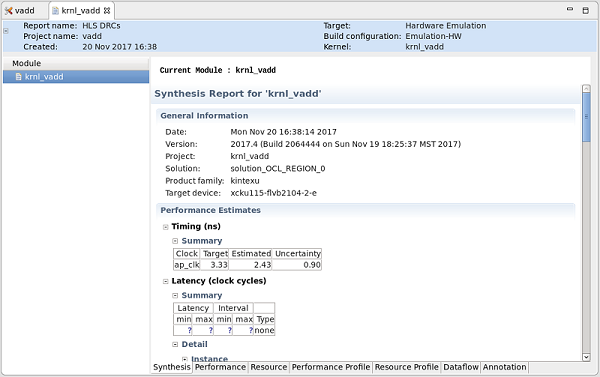 vadd
krnl_vadd
Report name: HLS DRCs Target: Hardware Emulation
Project name: vadd Build configuration: Emulation-HW
Created: 20 Nov 2017 16:38 Kernel: krnl_vadd
Module
krnl_vadd
Current Module : krnl_vadd
Synthesis Report for 'krnl_vadd'
General Information
Date: Mon Nov 20 16:38:14 2017
Version: 2017.4 (Build 2064444 on Sun Nov 19 18:25:37 MST 2017)
Project: krnl_vadd
Solution: solution_OCL_REGION_0
Product family: kintexu
Target device: xcku115-flvb2104-2-e
Performance Estimates
Timing (ns)
Summary
Clock Target Estimated Uncertainty
ap_clk 3.33 2.43 0.90
Latency (clock cycles)
Summary
Latency Interval
min max min max Type
? ? ? ? none
Detail
Instance
Synthesis Performance Resource Performance Profile Resource Profile Dataflow Annotation